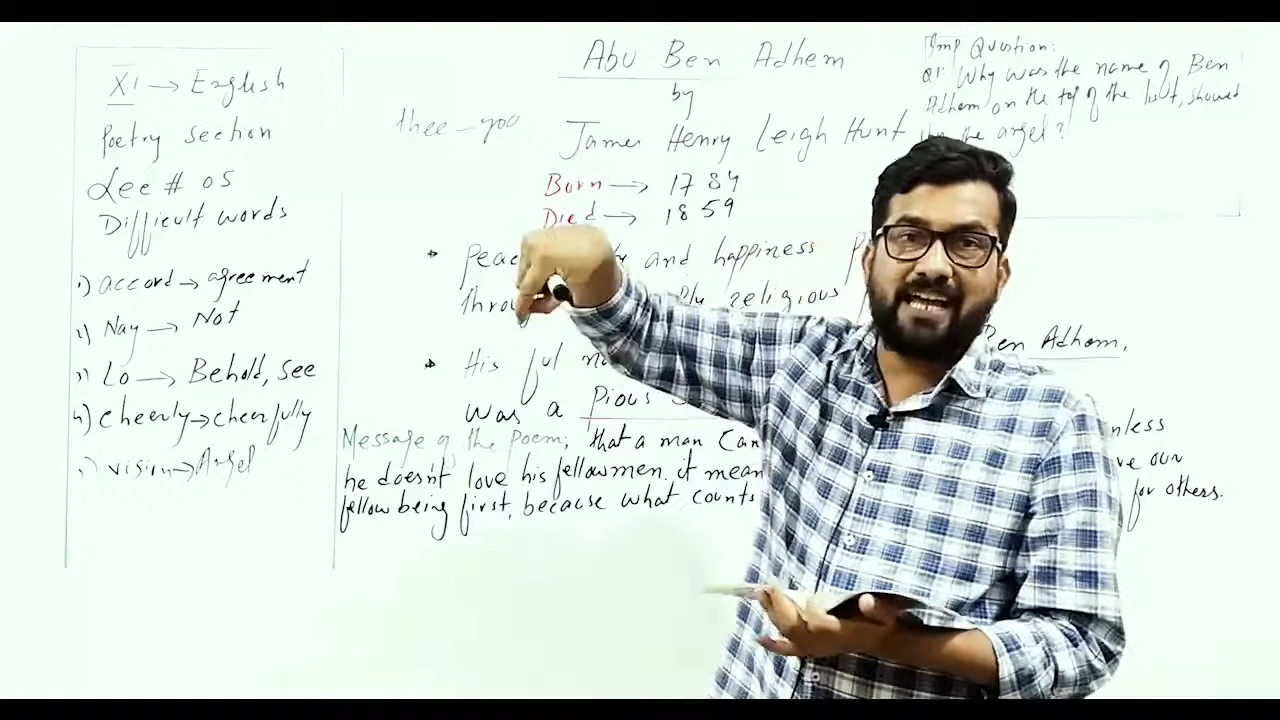 XI → English
Poetry section
Lec # 05
Difficult words
1) accord → agreement
2) Nay → Not
3) Lo → Behold, See
4) cheerly → cheerfully
5) vision → Angel
Abu Ben Adhem
by
thee - you
James Henry Leigh Hunt
Born → 1784
Died → 1859
and happiness
religious
Ben Adhem.
His ful
was a Pious
Message of the Poem; that a man Can
he doesn't love his fellowmen. it mean
fellow being first, because what counts
our
for others.
Imp Question:
Q1: Why was the name of Ben
Adhem on the top of the list, showed
the angel?